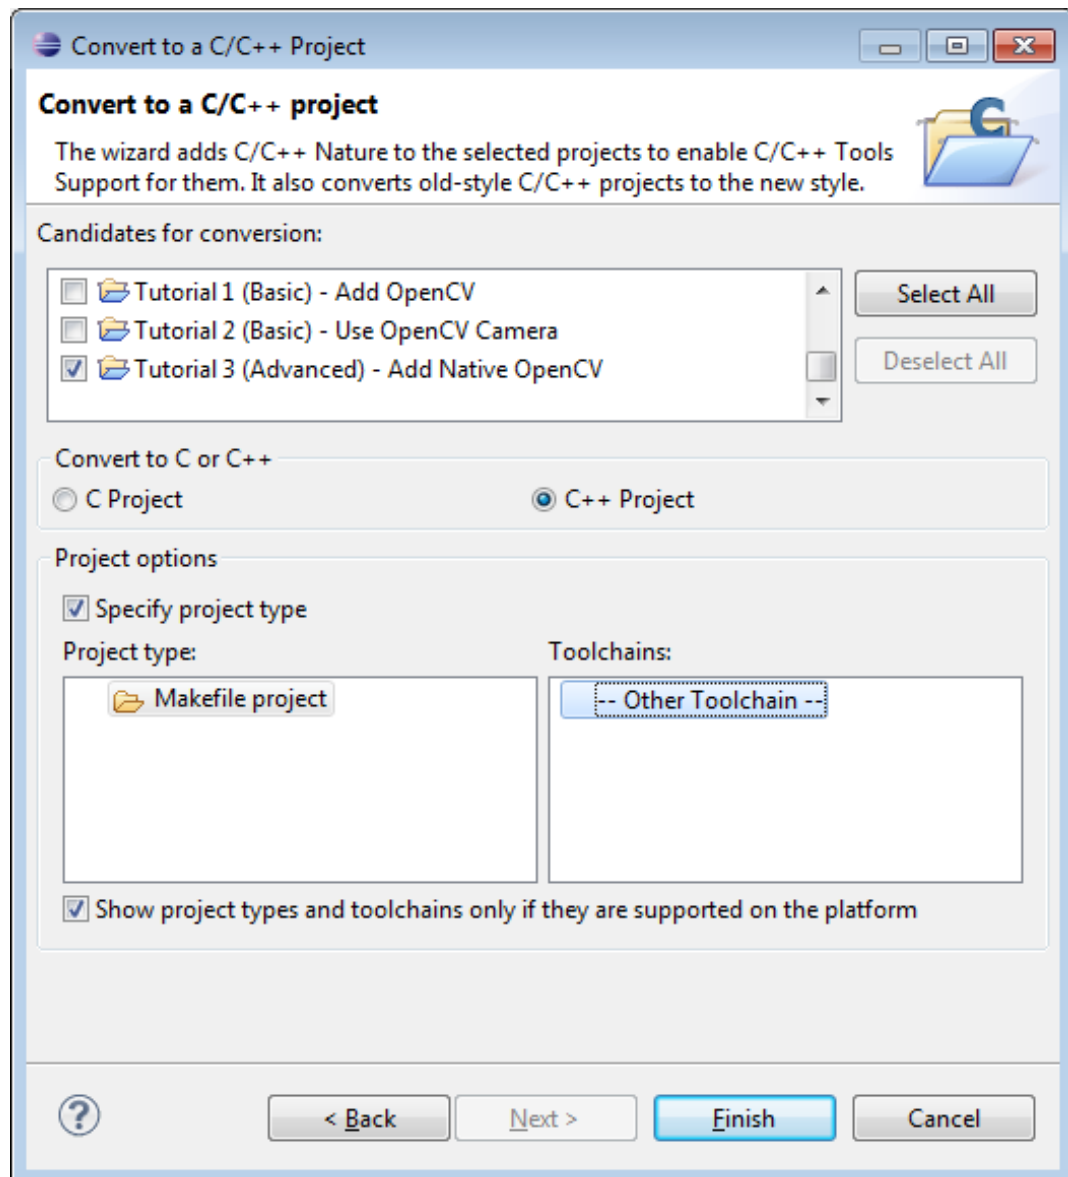 Convert to a C/C++ Project
Convert to a C/C++ project
The wizard adds C/C++ Nature to the selected projects to enable C/C++ Tools
Support for them. It also converts old-style C/C++ projects to the new style.
C
Candidates for conversion:
Tutorial 1 (Basic) - Add OpenCV
Tutorial 2 (Basic) - Use OpenCV Camera
Tutorial 3 (Advanced) - Add Native OpenCV
Select All
Deselect All
Convert to C or C++
C Project
C++ Project
Project options
Specify project type
Project type:
Toolchains:
Makefile project
-- Other Toolchain --
Show project types and toolchains only if they are supported on the platform
?
< Back
Next >
Finish
Cancel